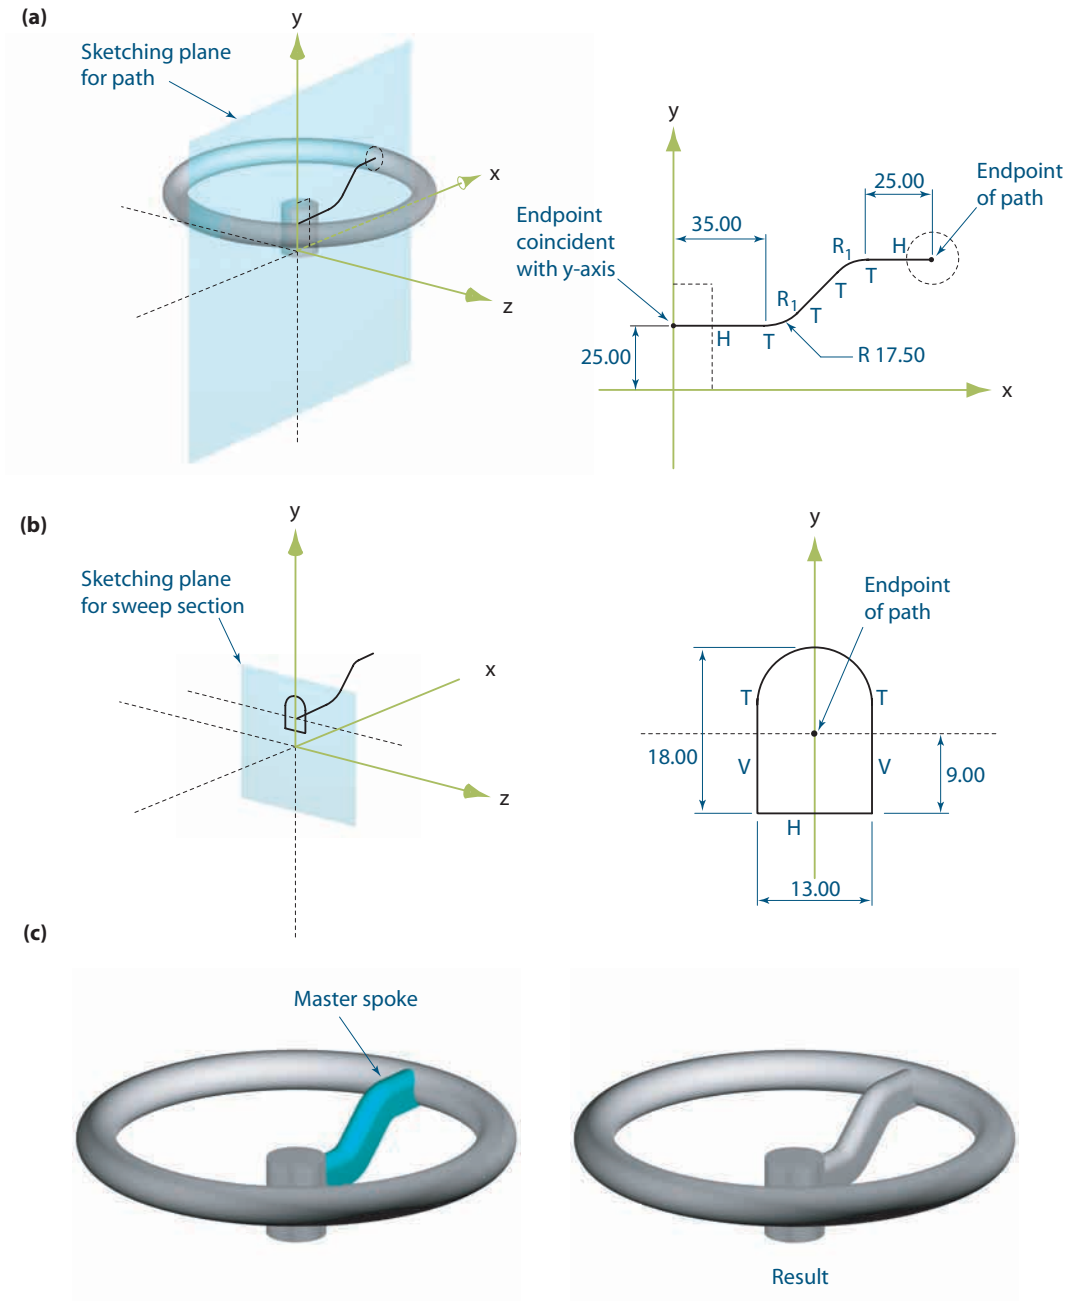 (a)
Sketching plane
for path
y
x
z
y
Endpoint
of path
25.00
Endpoint
coincident
with y-axis
35.00
R1
H
T
T
R1
T
H
T
R 17.50
25.00
x
(b)
Sketching plane
for sweep section
y
x
z
y
Endpoint
of path
T
T
18.00
V
V
9.00
H
13.00
(c)
Master spoke
Result